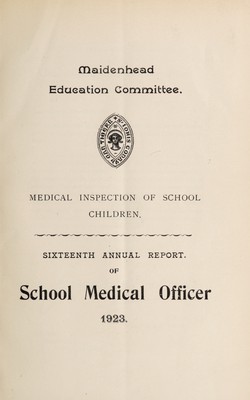 Maidenhead
Education Committee.
MEDICAL INSPECTION OF SCHOOL
CHILDREN.
SIXTEENTH ANNUAL REPORT.
OF
School Medical Officer
1923.